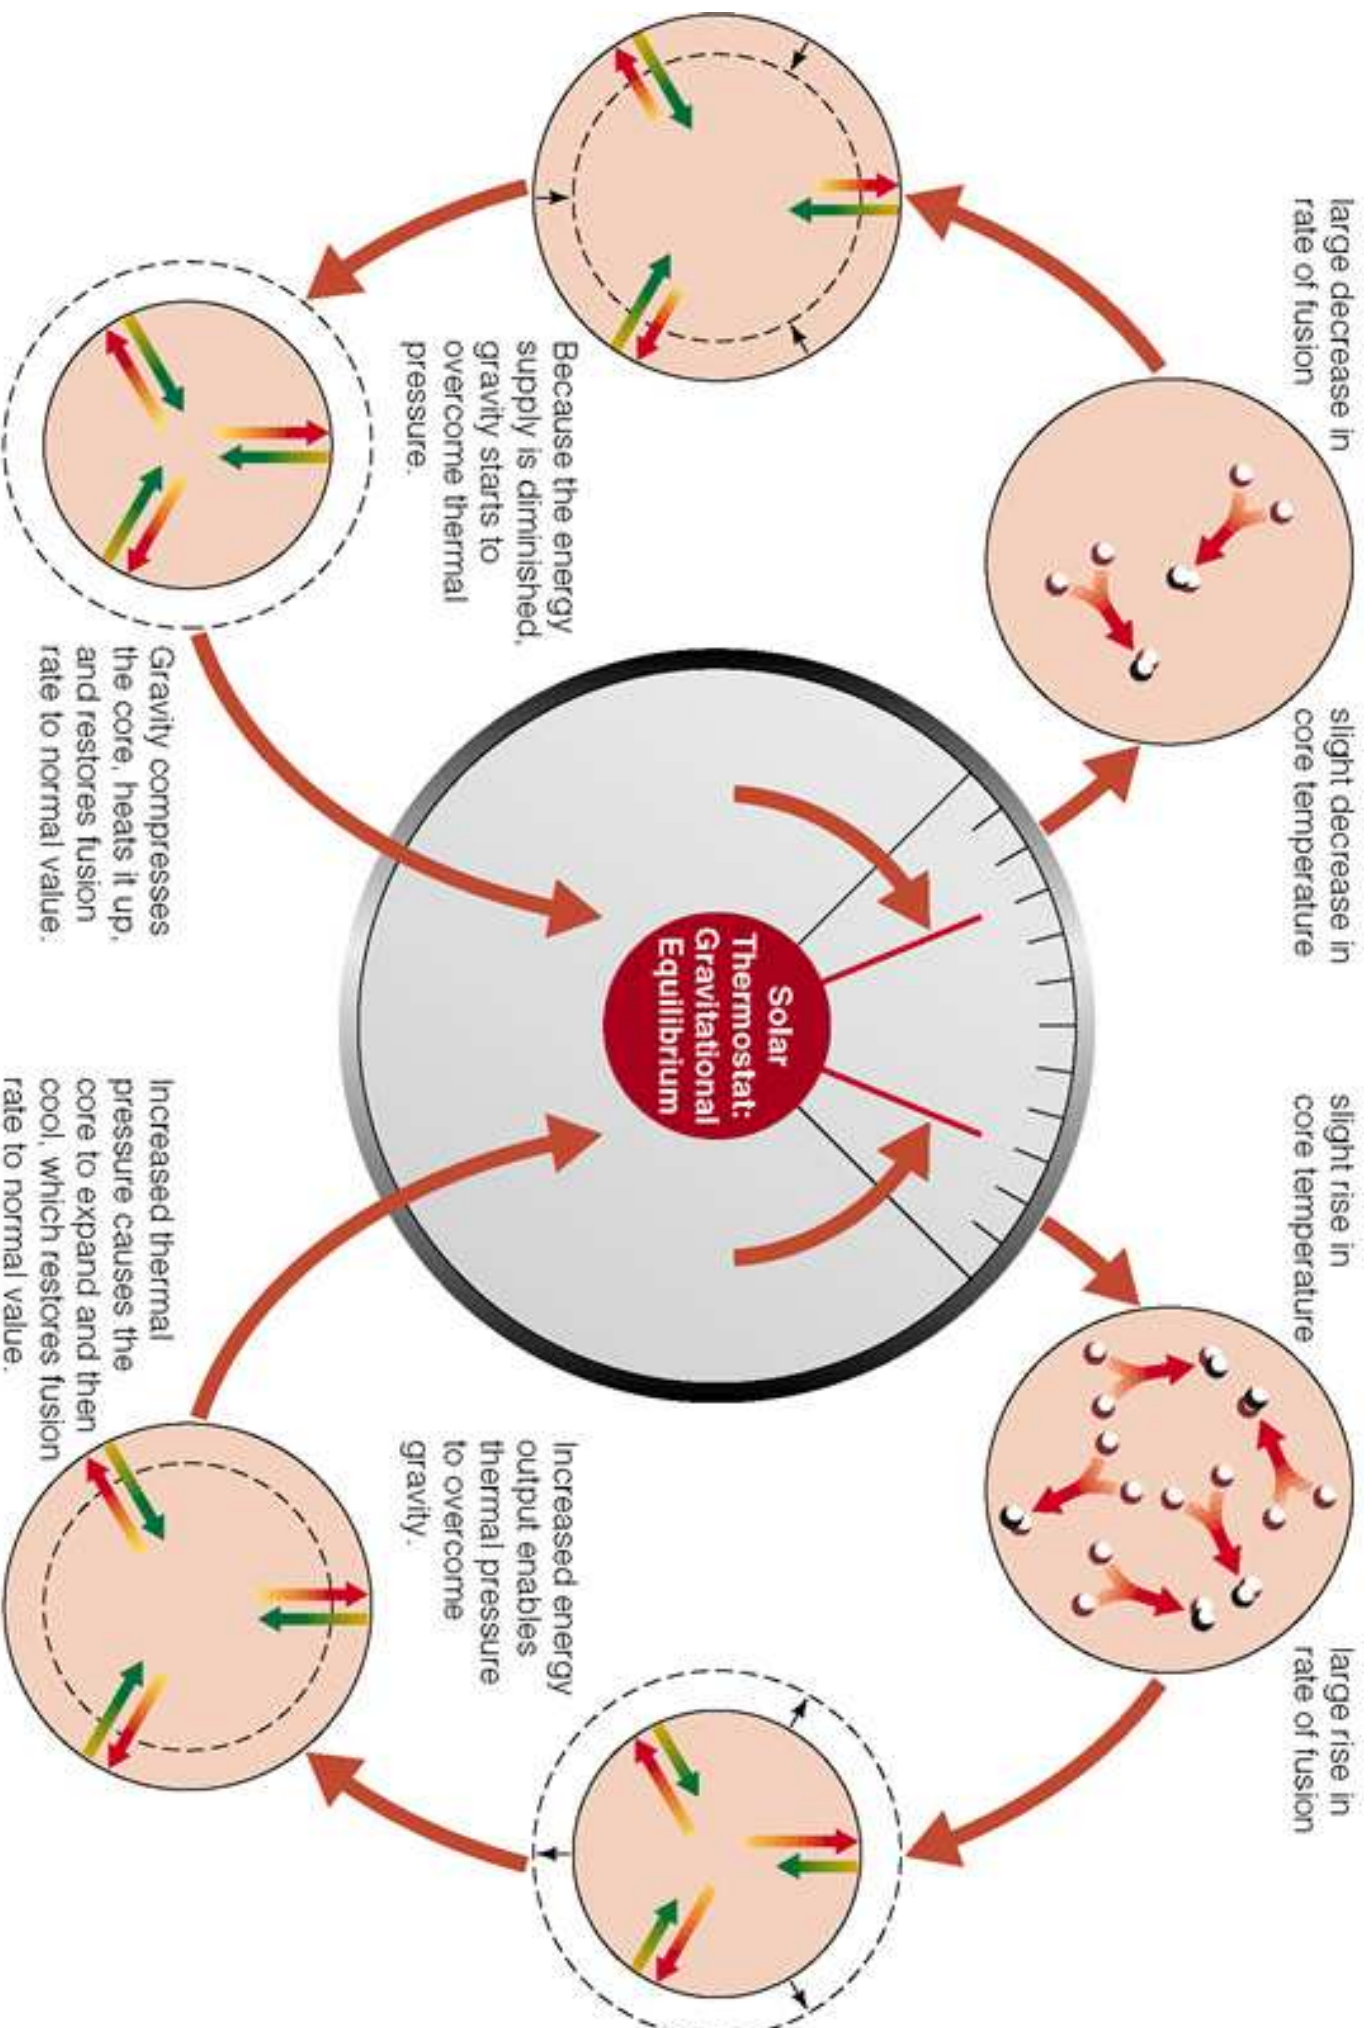 large decrease in
rate of fusion
slight decrease in
core temperature
slight rise in
core temperature
large rise in
rate of fusion
Because the energy
supply is diminished,
gravity starts to
overcome thermal
pressure.
Solar
Thermostat:
Gravitational
Equilibrium
Increased energy
output enables
thermal pressure
to overcome
gravity.
Gravity compresses
the core, heats it up,
and restores fusion
rate to normal value.
Increased thermal
pressure causes the
core to expand and then
cool, which restores fusion
rate to normal value.